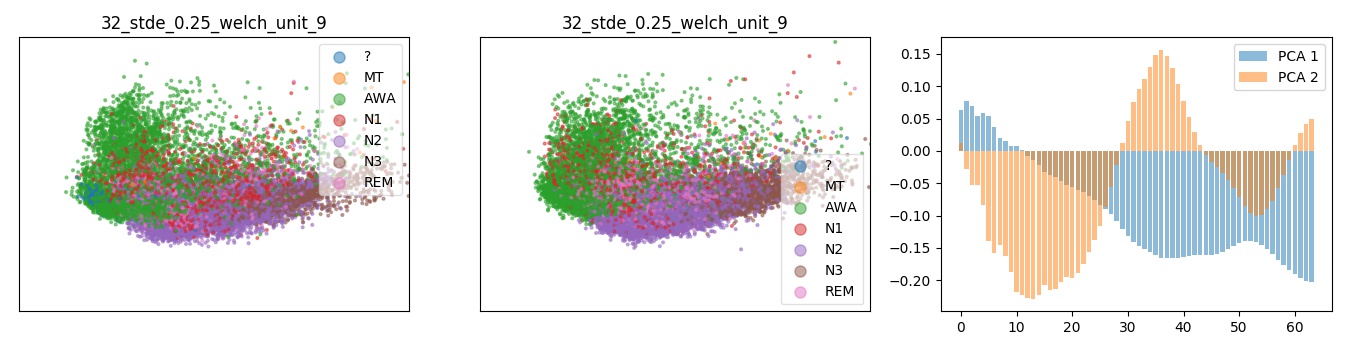 32_stde_0.25_welch_unit_9
?
MT
AWA
N1
N2
N3
REM
32_stde_0.25_welch_unit_9
?
MT
AWA
N1
N2
N3
REM
PCA 1
PCA 2
0.15
0.10
0.05
0.00
−0.05
−0.10
−0.15
−0.20
0 10 20 30 40 50 60